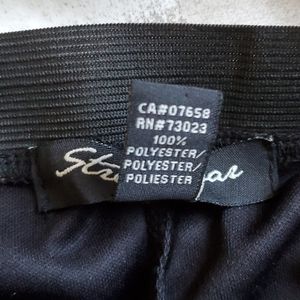 CA#07658
RN#73023
100%
POLYESTER/
POLYESTER/
POLIESTER